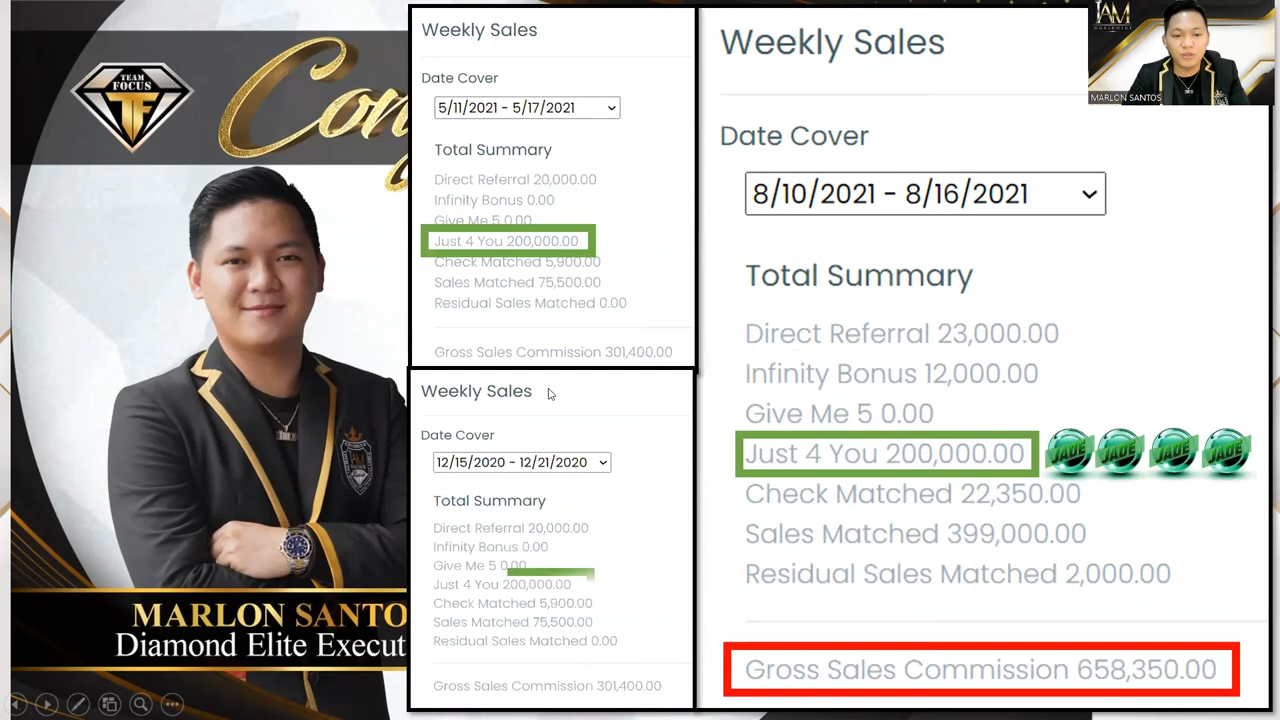 TEAM
FOCUS
TF
Con
MARLON SANTO
Diamond Elite Execut
Weekly Sales
Date Cover
5/11/2021 - 5/17/2021
Total Summary
Direct Referral 20,000.00
Infinity Bonus 0.00
Give Me 5 0.00
Just 4 You 200,000.00
Check Matched 5,900.00
Sales Matched 75,500.00
Residual Sales Matched 0.00
Gross Sales Commission 301,400.00
Weekly Sales
Date Cover
12/15/2020 - 12/21/2020
Total Summary
Direct Referral 20,000.00
Infinity Bonus 0.00
Give Me 5 0.00
Just 4 You 200,000.00
Check Matched 5,900.00
Sales Matched 75,500.00
Residual Sales Matched 0.00
Gross Sales Commission 301,400.00
Weekly Sales
Date Cover
8/10/2021 - 8/16/2021
Total Summary
Direct Referral 23,000.00
Infinity Bonus 12,000.00
Give Me 5 0.00
Just 4 You 200,000.00
JADE JADE JADE JADE
Check Matched 22,350.00
Sales Matched 399,000.00
Residual Sales Matched 2,000.00
Gross Sales Commission 658,350.00
IAM
WORLDWIDE
MARLON SANTOS